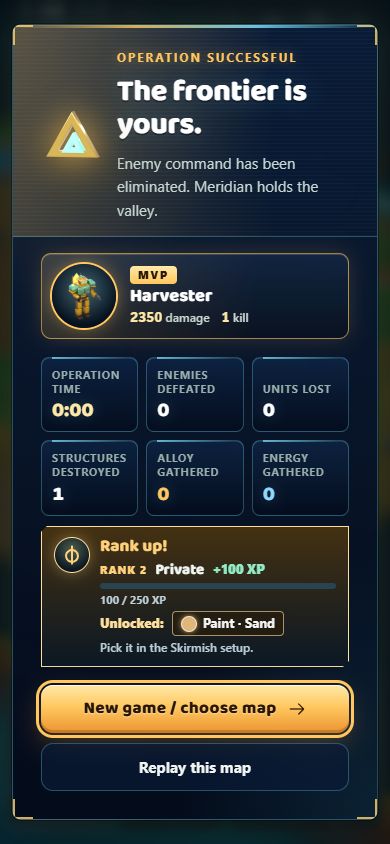 OPERATION SUCCESSFUL
The frontier is
yours.
Enemy command has been
eliminated. Meridian holds the
valley.
MVP
Harvester
2350 damage 1 kill
OPERATION
TIME
0:00
ENEMIES
DEFEATED
0
UNITS LOST
0
STRUCTURES
DESTROYED
1
ALLOY
GATHERED
0
ENERGY
GATHERED
0
Rank up!
RANK 2 Private +100 XP
100 / 250 XP
Unlocked: Paint · Sand
Pick it in the Skirmish setup.
New game / choose map →
Replay this map